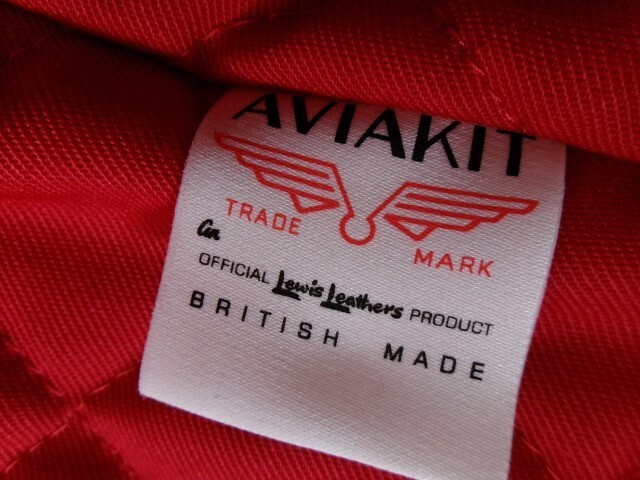 AVIAKIT
TRADE MARK
An
OFFICIAL Lewis Leathers PRODUCT
BRITISH MADE